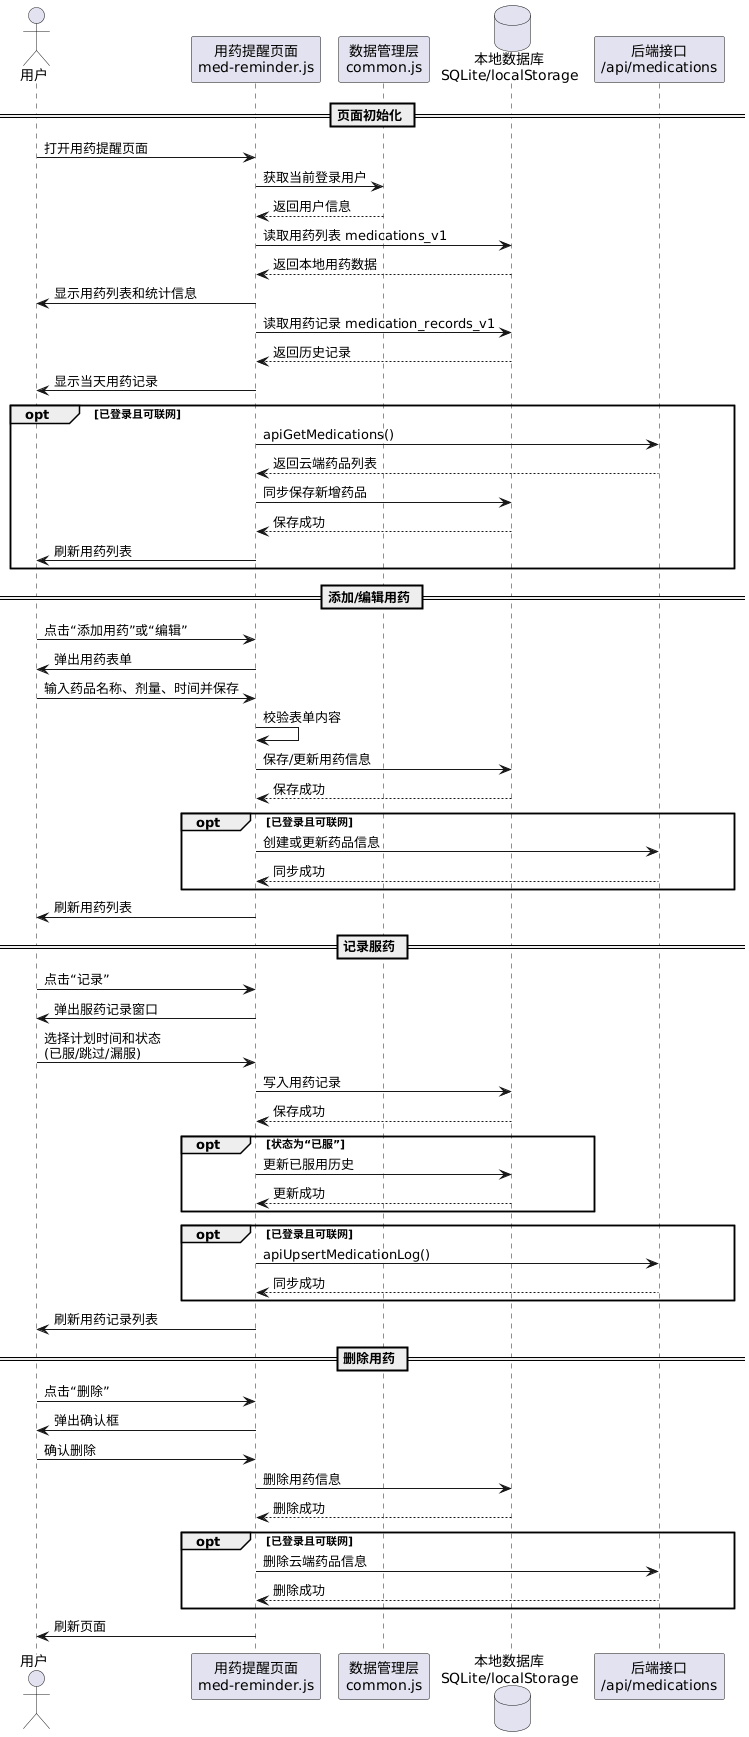 用户
用药提醒页面
med-reminder.js
数据管理层
common.js
本地数据库
SQLite/localStorage
后端接口
/api/medications
页面初始化
打开用药提醒页面
获取当前登录用户
返回用户信息
读取用药列表 medications_v1
返回本地用药数据
显示用药列表和统计信息
读取用药记录 medication_records_v1
返回历史记录
显示当天用药记录
opt [已登录且可联网]
apiGetMedications()
返回云端药品列表
同步保存新增药品
保存成功
刷新用药列表
添加/编辑用药
点击“添加用药”或“编辑”
弹出用药表单
输入药品名称、剂量、时间并保存
校验表单内容
保存/更新用药信息
保存成功
opt [已登录且可联网]
创建或更新药品信息
同步成功
刷新用药列表
记录服药
点击“记录”
弹出服药记录窗口
选择计划时间和状态
(已服/跳过/漏服)
写入用药记录
保存成功
opt [状态为“已服”]
更新已服用历史
更新成功
opt [已登录且可联网]
apiUpsertMedicationLog()
同步成功
刷新用药记录列表
删除用药
点击“删除”
弹出确认框
确认删除
删除用药信息
删除成功
opt [已登录且可联网]
删除云端药品信息
删除成功
刷新页面
用户
用药提醒页面
med-reminder.js
数据管理层
common.js
本地数据库
SQLite/localStorage
后端接口
/api/medications